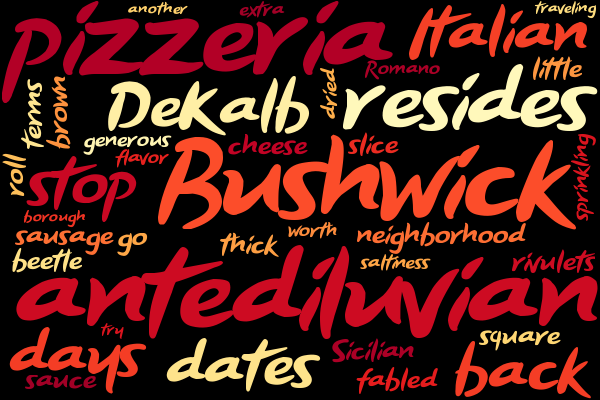 another
extra
traveling
pizzeria
Italian
Romano
little
terms
brown
DeKalb
dried
resides
generous
flavor
cheese
slice
sprinkling
roll
stop
Bushwick
borough
sausage
go
thick
worth
neighborhood
beetle
saltiness
rivulets
antediluvian
try
days
dates
Sicilian
square
sauce
fabled
back